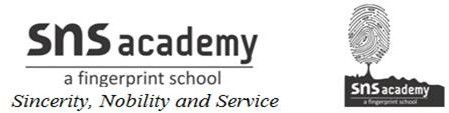 sns academy
a fingerprint school
Sincerity, Nobility and Service
sns academy
a fingerprint school